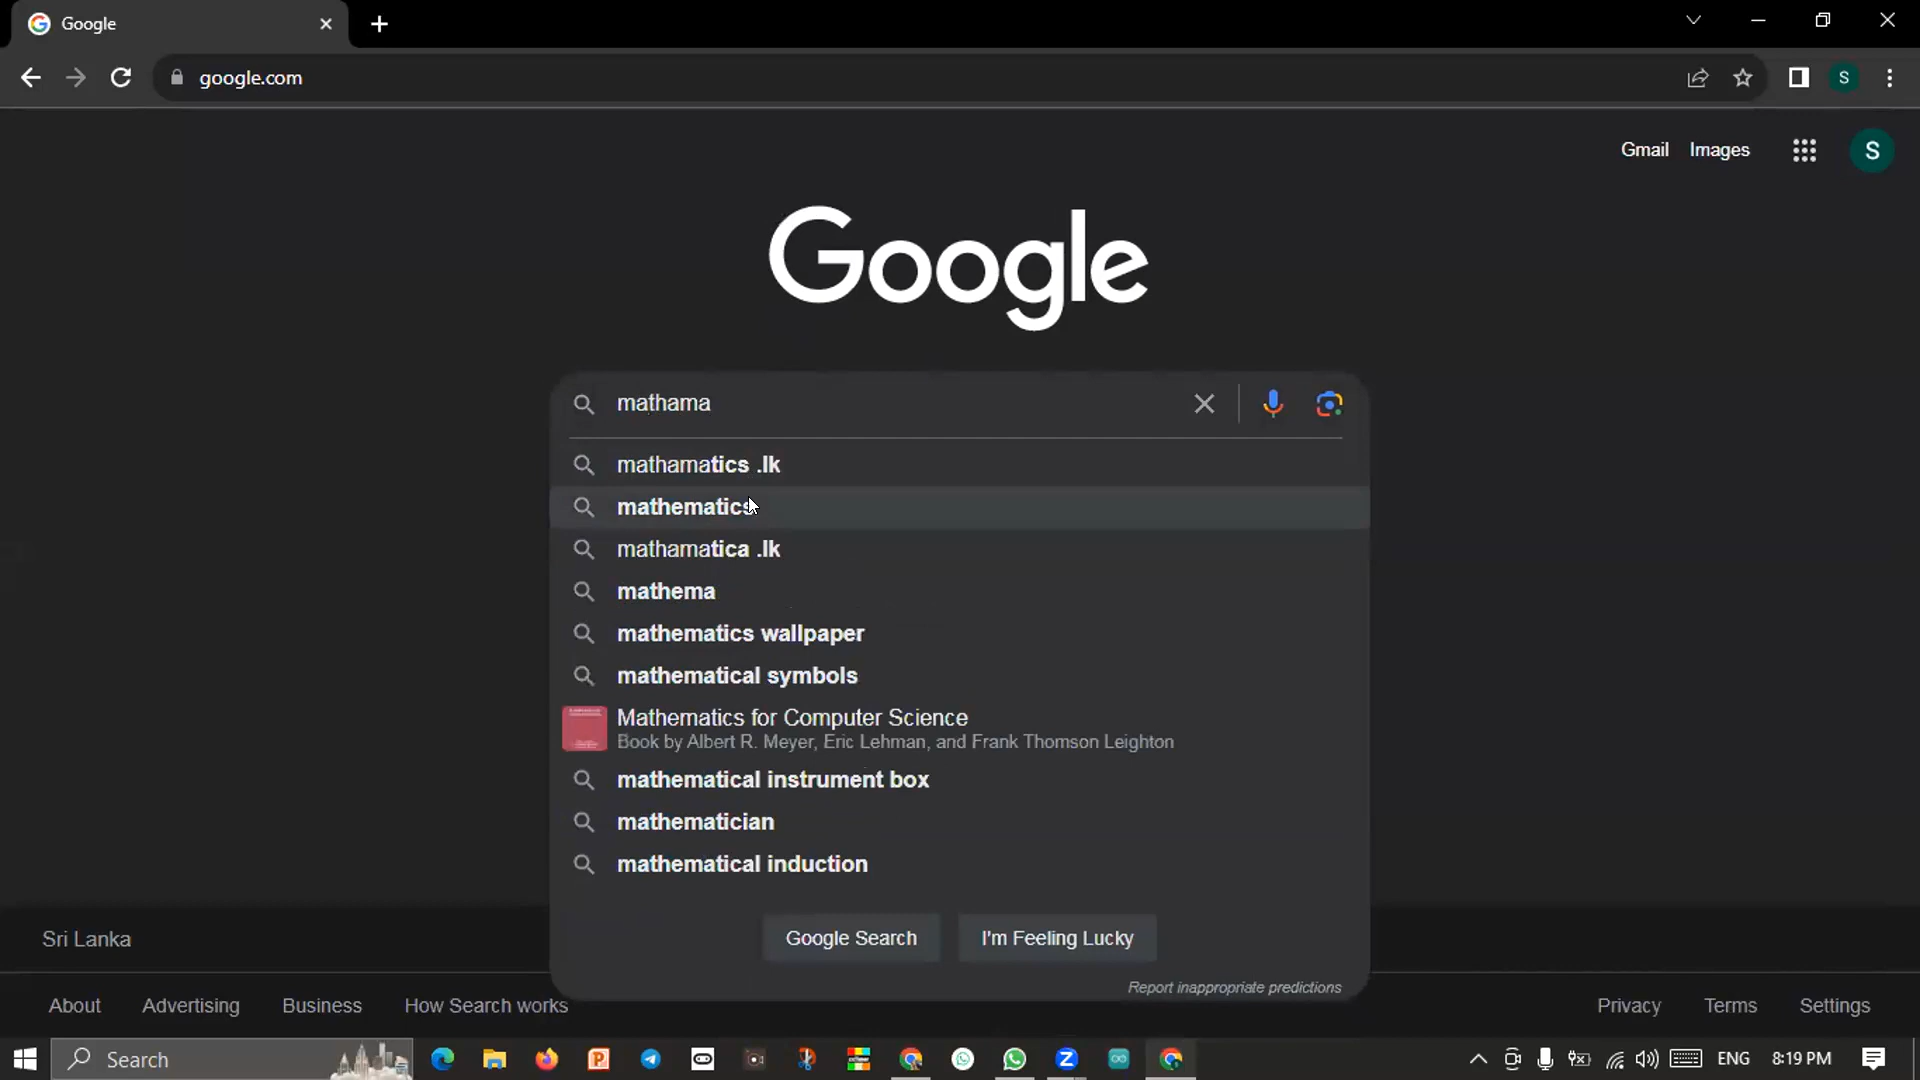 Google
google.com
S
Gmail Images
S
Google
mathama
mathamatics .lk
mathematics
mathamatica .lk
mathema
mathematics wallpaper
mathematical symbols
Mathematics for Computer Science
Book by Albert R. Meyer, Eric Lehman, and Frank Thomson Leighton
mathematical instrument box
mathematician
mathematical induction
Google Search I'm Feeling Lucky
Report inappropriate predictions
Sri Lanka
About Advertising Business How Search works Privacy Terms Settings
Search ENG 8:19 PM